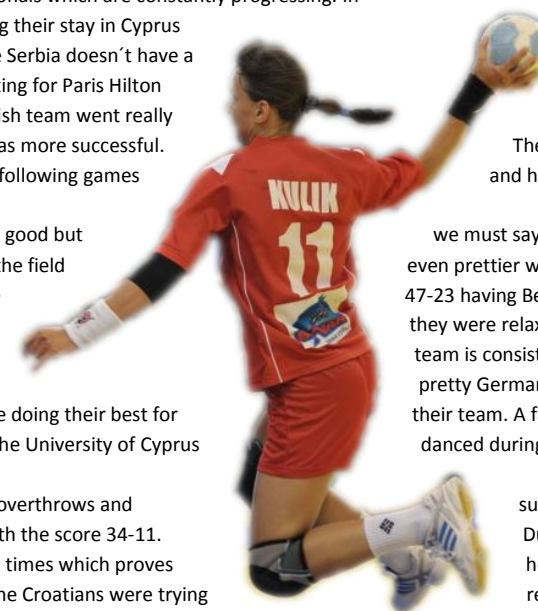 onals which are constantly progressing. In
g their stay in Cyprus
e Serbia doesn´t have a
ting for Paris Hilton
ish team went really
as more successful.
following games
good but
the field
e doing their best for
he University of Cyprus
overthrows and
th the score 34-11.
times which proves
he Croatians were trying
KULIK
11
The
and h
we must say
even prettier w
47-23 having Be
they were relax
team is consist
pretty German
their team. A fa
danced during
su
Du
he
re